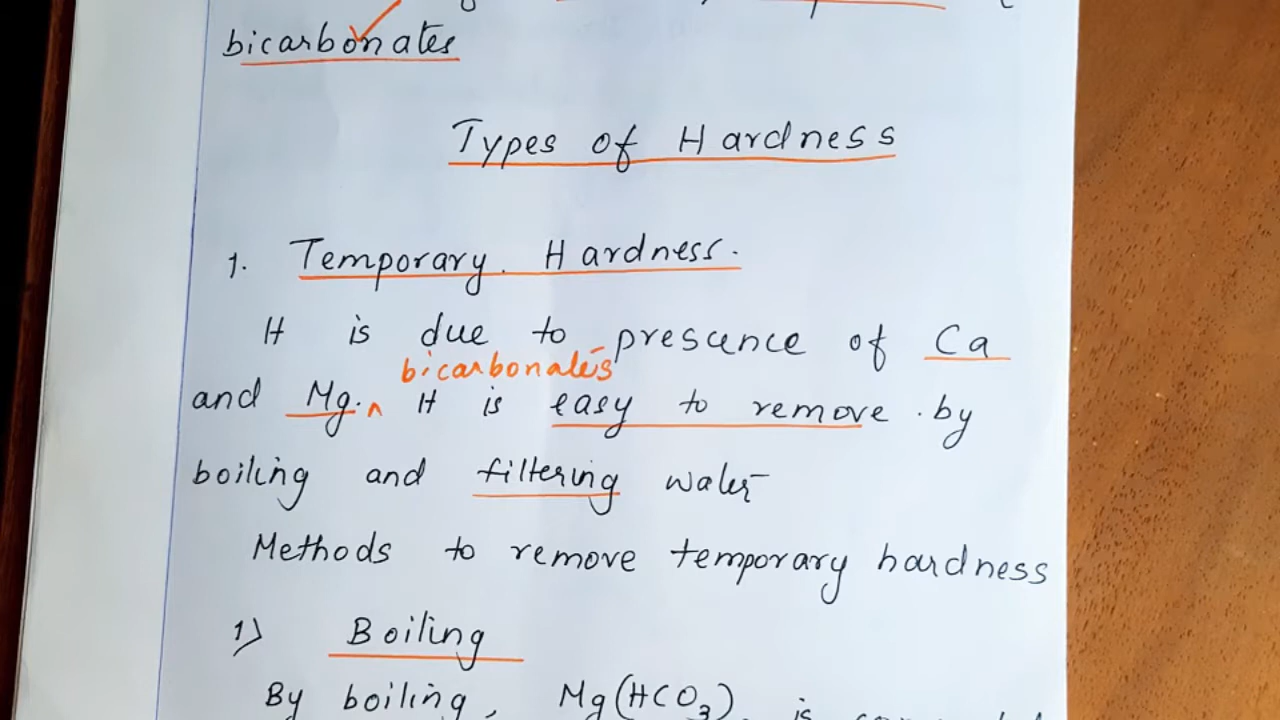 bicarbonates
Types of Hardness
1. Temporary Hardness.
It is due to presence of Ca
bicarbonates
and Mg. ^ It is easy to remove by
boiling and filtering water
Methods to remove temporary hardness
1) Boiling
By boiling, Mg(HCO3) is